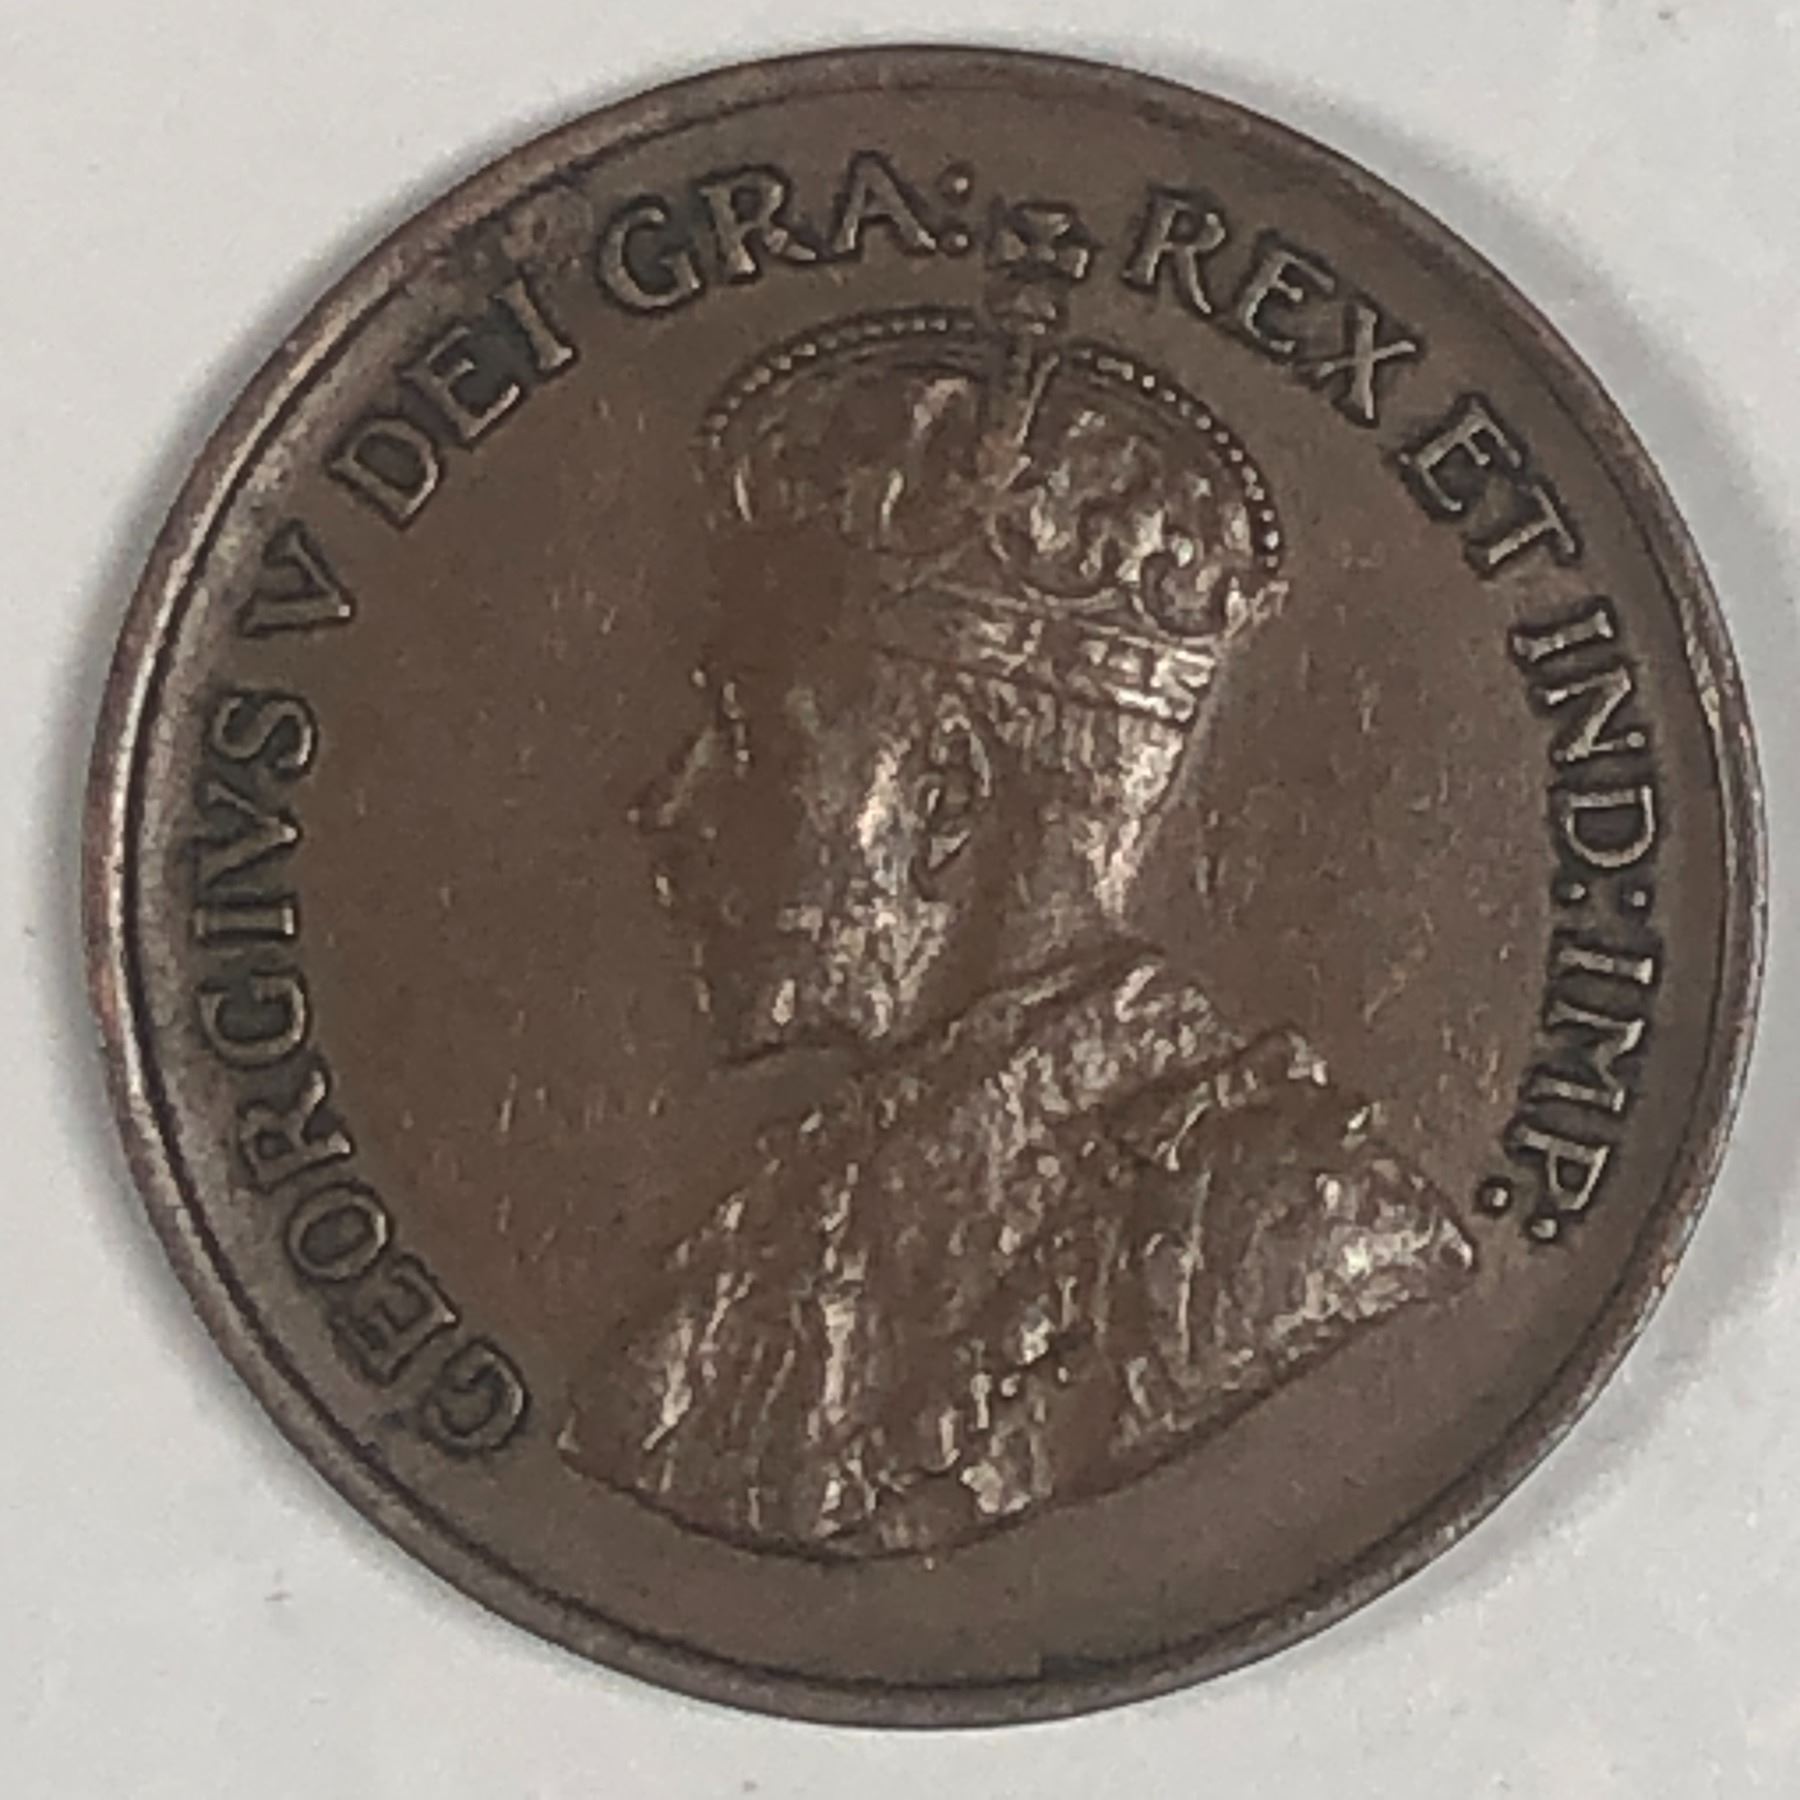 GEORGIVS V DEI GRA: REX ET IND: IMP: